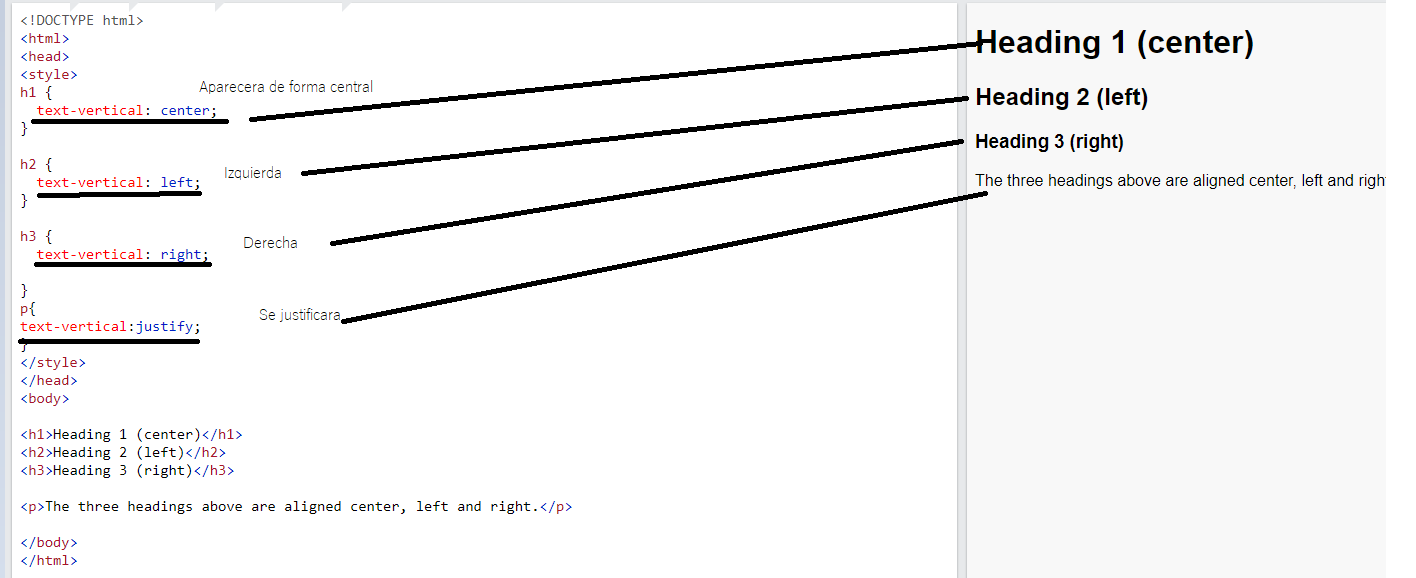 <!DOCTYPE html>
<html>
<head>
<style>
h1 {
Aparecera de forma central
text-vertical: center;
}
h2 {
Izquierda
text-vertical: left;
}
h3 {
Derecha
text-vertical: right;
}
p{
Se justificara
text-vertical:justify;
}
</style>
</head>
<body>
<h1>Heading 1 (center)</h1>
<h2>Heading 2 (left)</h2>
<h3>Heading 3 (right)</h3>
<p>The three headings above are aligned center, left and right.</p>
</body>
</html>
Heading 1 (center)
Heading 2 (left)
Heading 3 (right)
The three headings above are aligned center, left and righ